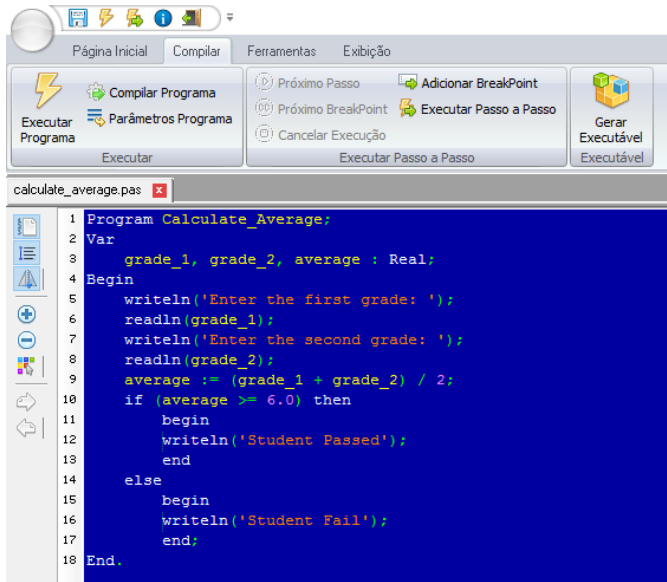 Página Inicial Compilar Ferramentas Exibição
Executar Programa
Compilar Programa
Parâmetros Programa
Executar
Próximo Passo
Próximo BreakPoint
Cancelar Execução
Adicionar BreakPoint
Executar Passo a Passo
Executar Passo a Passo
Gerar Executável
Executável
calculate_average.pas
1 Program Calculate_Average;
2 Var
3     grade_1, grade_2, average : Real;
4 Begin
5     writeln('Enter the first grade: ');
6     readln(grade_1);
7     writeln('Enter the second grade: ');
8     readln(grade_2);
9     average := (grade_1 + grade_2) / 2;
10     if (average >= 6.0) then
11         begin
12         writeln('Student Passed');
13         end
14     else
15         begin
16         writeln('Student Fail');
17         end;
18 End.